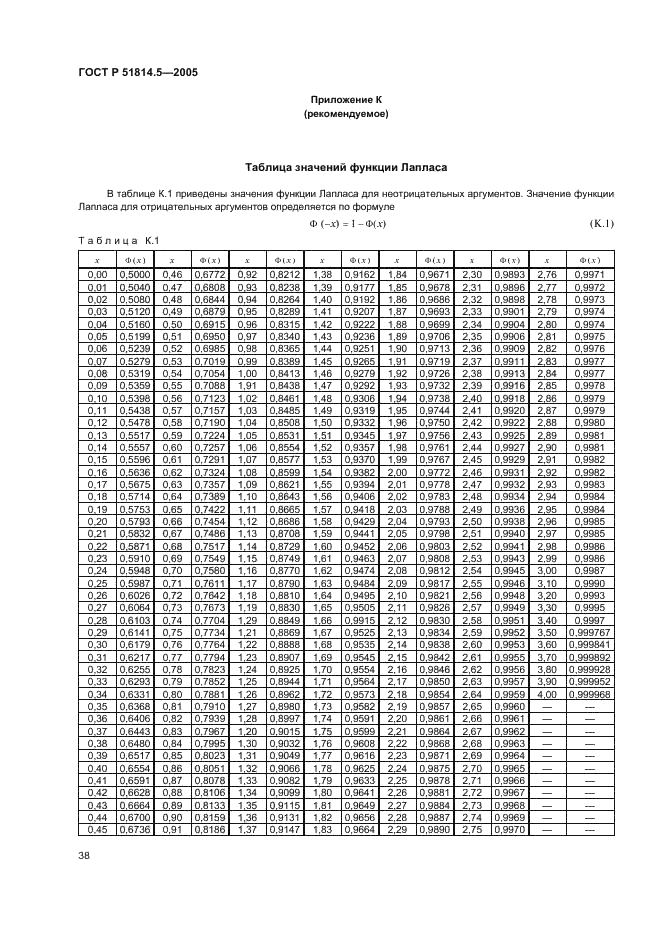 ГОСТ Р 51814.5—2005
Приложение К
(рекомендуемое)
Таблица значений функции Лапласа
В таблице К.1 приведены значения функции Лапласа для неотрицательных аргументов. Значение функции
Лапласа для отрицательных аргументов определяется по формуле
Φ (–x) = 1 – Φ(x) (К.1)
Таблица К.1
x Φ(x) x Φ(x) x Φ(x) x Φ(x) x Φ(x) x Φ(x) x Φ(x)
0,00 0,5000 0,46 0,6772 0,92 0,8212 1,38 0,9162 1,84 0,9671 2,30 0,9893 2,76 0,9971
0,01 0,5040 0,47 0,6808 0,93 0,8238 1,39 0,9177 1,85 0,9678 2,31 0,9896 2,77 0,9972
0,02 0,5080 0,48 0,6844 0,94 0,8264 1,40 0,9192 1,86 0,9686 2,32 0,9898 2,78 0,9973
0,03 0,5120 0,49 0,6879 0,95 0,8289 1,41 0,9207 1,87 0,9693 2,33 0,9901 2,79 0,9974
0,04 0,5160 0,50 0,6915 0,96 0,8315 1,42 0,9222 1,88 0,9699 2,34 0,9904 2,80 0,9974
0,05 0,5199 0,51 0,6950 0,97 0,8340 1,43 0,9236 1,89 0,9706 2,35 0,9906 2,81 0,9975
0,06 0,5239 0,52 0,6985 0,98 0,8365 1,44 0,9251 1,90 0,9713 2,36 0,9909 2,82 0,9976
0,07 0,5279 0,53 0,7019 0,99 0,8389 1,45 0,9265 1,91 0,9719 2,37 0,9911 2,83 0,9977
0,08 0,5319 0,54 0,7054 1,00 0,8413 1,46 0,9279 1,92 0,9726 2,38 0,9913 2,84 0,9977
0,09 0,5359 0,55 0,7088 1,91 0,8438 1,47 0,9292 1,93 0,9732 2,39 0,9916 2,85 0,9978
0,10 0,5398 0,56 0,7123 1,02 0,8461 1,48 0,9306 1,94 0,9738 2,40 0,9918 2,86 0,9979
0,11 0,5438 0,57 0,7157 1,03 0,8485 1,49 0,9319 1,95 0,9744 2,41 0,9920 2,87 0,9979
0,12 0,5478 0,58 0,7190 1,04 0,8508 1,50 0,9332 1,96 0,9750 2,42 0,9922 2,88 0,9980
0,13 0,5517 0,59 0,7224 1,05 0,8531 1,51 0,9345 1,97 0,9756 2,43 0,9925 2,89 0,9981
0,14 0,5557 0,60 0,7257 1,06 0,8554 1,52 0,9357 1,98 0,9761 2,44 0,9927 2,90 0,9981
0,15 0,5596 0,61 0,7291 1,07 0,8577 1,53 0,9370 1,99 0,9767 2,45 0,9929 2,91 0,9982
0,16 0,5636 0,62 0,7324 1,08 0,8599 1,54 0,9382 2,00 0,9772 2,46 0,9931 2,92 0,9982
0,17 0,5675 0,63 0,7357 1,09 0,8621 1,55 0,9394 2,01 0,9778 2,47 0,9932 2,93 0,9983
0,18 0,5714 0,64 0,7389 1,10 0,8643 1,56 0,9406 2,02 0,9783 2,48 0,9934 2,94 0,9984
0,19 0,5753 0,65 0,7422 1,11 0,8665 1,57 0,9418 2,03 0,9788 2,49 0,9936 2,95 0,9984
0,20 0,5793 0,66 0,7454 1,12 0,8686 1,58 0,9429 2,04 0,9793 2,50 0,9938 2,96 0,9985
0,21 0,5832 0,67 0,7486 1,13 0,8708 1,59 0,9441 2,05 0,9798 2,51 0,9940 2,97 0,9985
0,22 0,5871 0,68 0,7517 1,14 0,8729 1,60 0,9452 2,06 0,9803 2,52 0,9941 2,98 0,9986
0,23 0,5910 0,69 0,7549 1,15 0,8749 1,61 0,9463 2,07 0,9808 2,53 0,9943 2,99 0,9986
0,24 0,5948 0,70 0,7580 1,16 0,8770 1,62 0,9474 2,08 0,9812 2,54 0,9945 3,00 0,9987
0,25 0,5987 0,71 0,7611 1,17 0,8790 1,63 0,9484 2,09 0,9817 2,55 0,9946 3,10 0,9990
0,26 0,6026 0,72 0,7642 1,18 0,8810 1,64 0,9495 2,10 0,9821 2,56 0,9948 3,20 0,9993
0,27 0,6064 0,73 0,7673 1,19 0,8830 1,65 0,9505 2,11 0,9826 2,57 0,9949 3,30 0,9995
0,28 0,6103 0,74 0,7704 1,29 0,8849 1,66 0,9915 2,12 0,9830 2,58 0,9951 3,40 0,9997
0,29 0,6141 0,75 0,7734 1,21 0,8869 1,67 0,9525 2,13 0,9834 2,59 0,9952 3,50 0,999767
0,30 0,6179 0,76 0,7764 1,22 0,8888 1,68 0,9535 2,14 0,9838 2,60 0,9953 3,60 0,999841
0,31 0,6217 0,77 0,7794 1,23 0,8907 1,69 0,9545 2,15 0,9842 2,61 0,9955 3,70 0,999892
0,32 0,6255 0,78 0,7823 1,24 0,8925 1,70 0,9554 2,16 0,9846 2,62 0,9956 3,80 0,999928
0,33 0,6293 0,79 0,7852 1,25 0,8944 1,71 0,9564 2,17 0,9850 2,63 0,9957 3,90 0,999952
0,34 0,6331 0,80 0,7881 1,26 0,8962 1,72 0,9573 2,18 0,9854 2,64 0,9959 4,00 0,999968
0,35 0,6368 0,81 0,7910 1,27 0,8980 1,73 0,9582 2,19 0,9857 2,65 0,9960 — —
0,36 0,6406 0,82 0,7939 1,28 0,8997 1,74 0,9591 2,20 0,9861 2,66 0,9961 — —
0,37 0,6443 0,83 0,7967 1,20 0,9015 1,75 0,9599 2,21 0,9864 2,67 0,9962 — —
0,38 0,6480 0,84 0,7995 1,30 0,9032 1,76 0,9608 2,22 0,9868 2,68 0,9963 — —
0,39 0,6517 0,85 0,8023 1,31 0,9049 1,77 0,9616 2,23 0,9871 2,69 0,9964 — —
0,40 0,6554 0,86 0,8051 1,32 0,9066 1,78 0,9625 2,24 0,9875 2,70 0,9965 — —
0,41 0,6591 0,87 0,8078 1,33 0,9082 1,79 0,9633 2,25 0,9878 2,71 0,9966 — —
0,42 0,6628 0,88 0,8106 1,34 0,9099 1,80 0,9641 2,26 0,9881 2,72 0,9967 — —
0,43 0,6664 0,89 0,8133 1,35 0,9115 1,81 0,9649 2,27 0,9884 2,73 0,9968 — —
0,44 0,6700 0,90 0,8159 1,36 0,9131 1,82 0,9656 2,28 0,9887 2,74 0,9969 — —
0,45 0,6736 0,91 0,8186 1,37 0,9147 1,83 0,9664 2,29 0,9890 2,75 0,9970 — —
38